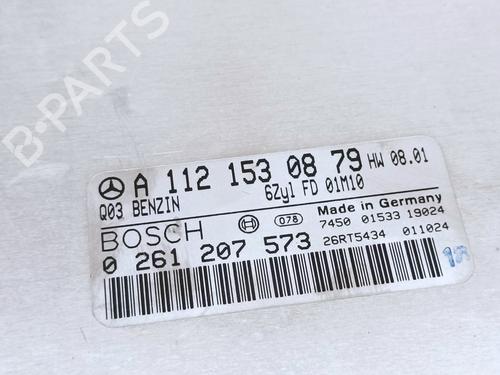 B-PARTS
A 112 153 08 79 HW 08.01
Q03 BENZIN 6Zyl FD 01M10
BOSCH 078 Made in Germany
7450 01533 19024
0 261 207 573 26RT5434 011024